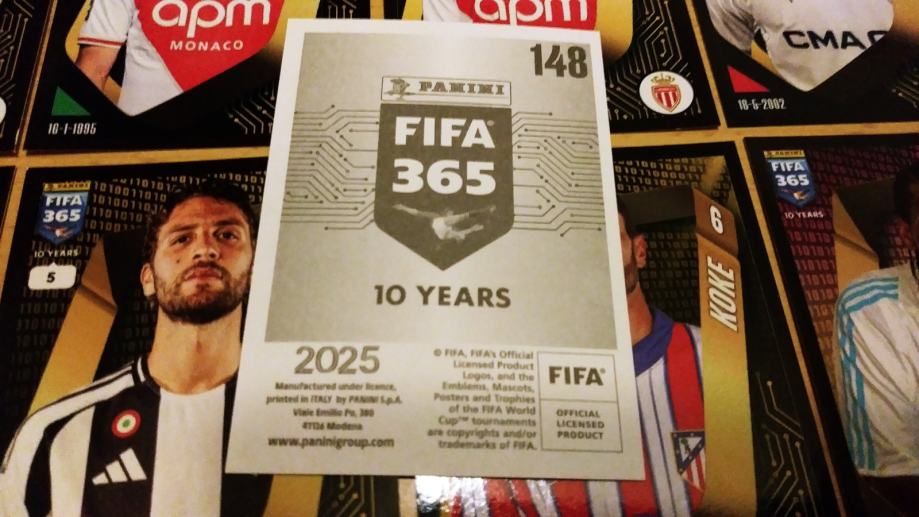 apm
MONACO
16-1-1995
apm
CMA
16-5-2002
PANINI
FIFA
365
10 YEARS
5
148
PANINI
FIFA
365
10 YEARS
2025
Manufactured under licence,
printed in ITALY by PANINI S.p.A.
Viale Emilio Po, 380
41126 Modena
www.paninigroup.com
© FIFA, FIFA's Official
Licensed Product
Logos, and the
Emblems, Mascots,
Posters and Trophies
of the FIFA World
Cup™ tournaments
are copyrights and/or
trademarks of FIFA.
FIFA
OFFICIAL
LICENSED
PRODUCT
6
KOKE
PANINI
FIFA
365
10 YEARS